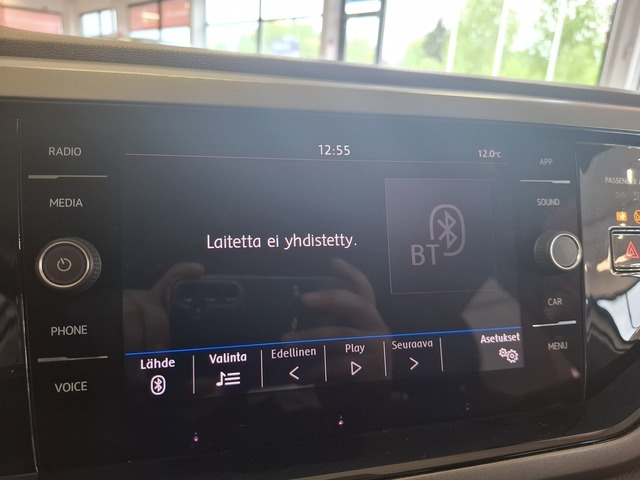 RADIO
MEDIA
PHONE
VOICE
12:55
12.0°C
Laitetta ei yhdistetty.
BT
Lähde
Valinta
Edellinen
Play
Seuraava
Asetukset
APP
SOUND
CAR
MENU
PASSENGER